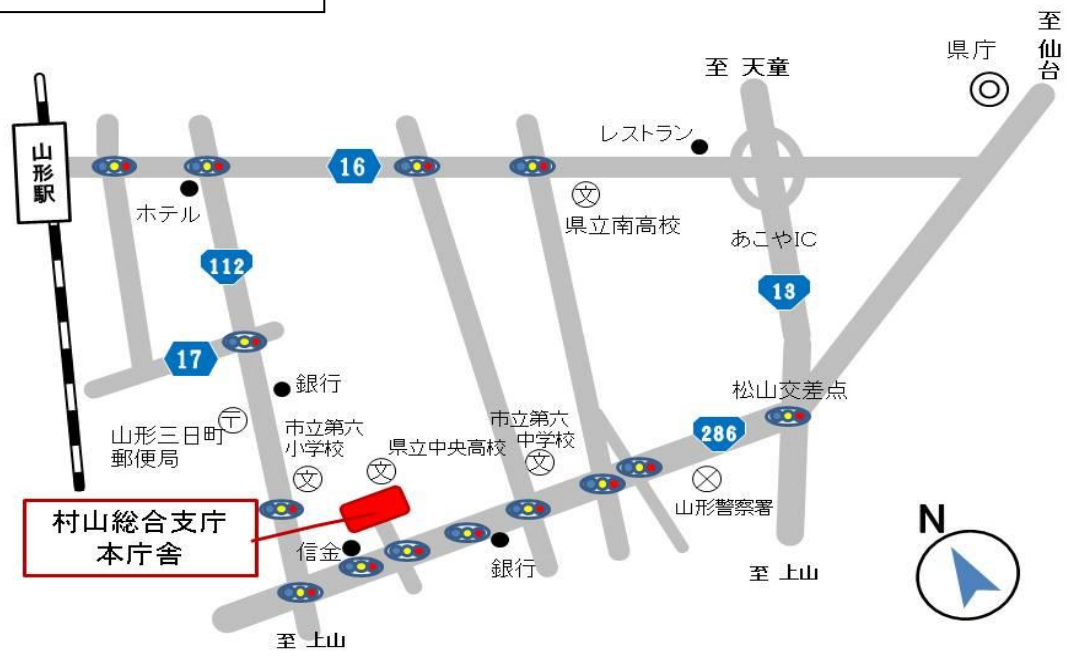 至
仙
台
県庁
至 天童
レストラン
山
形
駅
16
文
ホテル
県立南高校
あこやIC
112
13
17
銀行
松山交差点
〒
山形三日町
郵便局
市立第六
小学校
文
県立中央高校
文
市立第六
中学校
文
286
山形警察署
村山総合支庁
本庁舎
信金
銀行
N
至 上山
至 上山